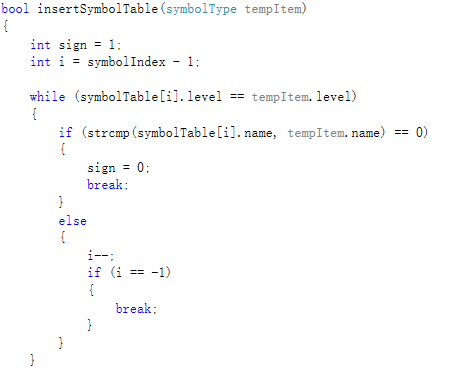 bool insertSymbolTable(symbolType tempItem)
{
    int sign = 1;
    int i = symbolIndex - 1;
    while (symbolTable[i].level == tempItem.level)
    {
        if (strcmp(symbolTable[i].name, tempItem.name) == 0)
        {
            sign = 0;
            break;
        }
        else
        {
            i--;
            if (i == -1)
            {
                break;
            }
        }
    }